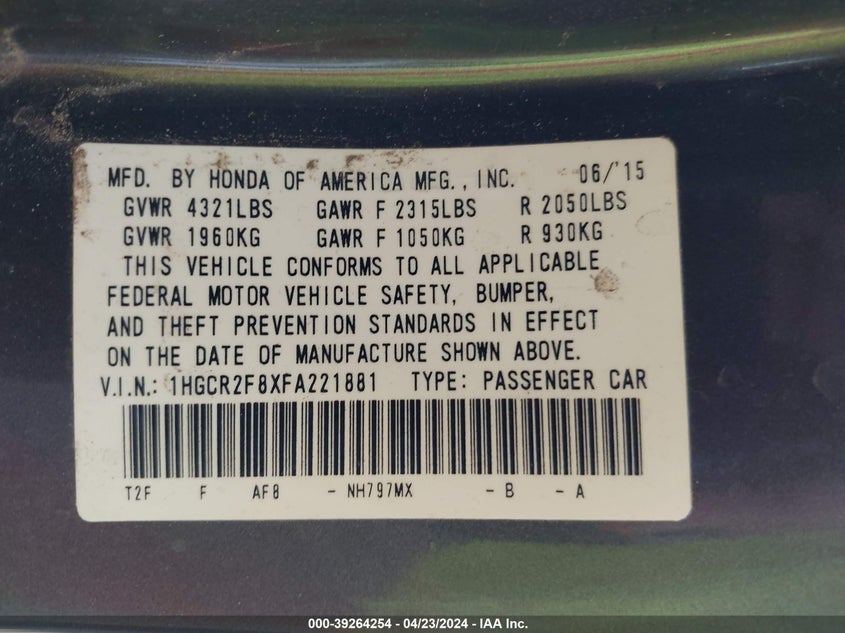 MFD. BY HONDA OF AMERICA MFG., INC. 06/'15
GVWR 4321LBS GAWR F 2315LBS R 2050LBS
GVWR 1960KG GAWR F 1050KG R 930KG
THIS VEHICLE CONFORMS TO ALL APPLICABLE
FEDERAL MOTOR VEHICLE SAFETY, BUMPER,
AND THEFT PREVENTION STANDARDS IN EFFECT
ON THE DATE OF MANUFACTURE SHOWN ABOVE.
V.I.N.: 1HGCR2F8XFA221881 TYPE: PASSENGER CAR
T2F F AF8 - NH797MX - B - A
000-39264254 - 04/23/2024 - IAA Inc.